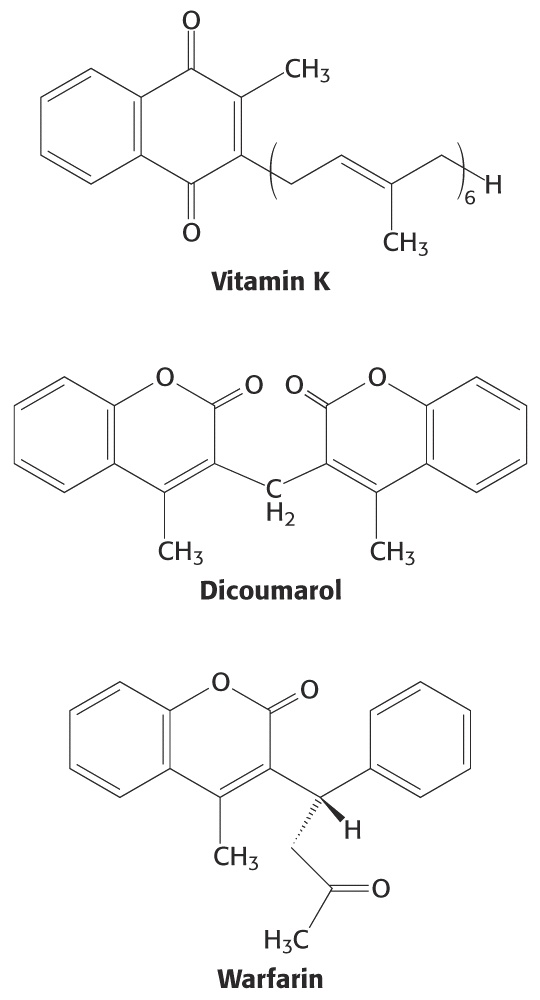 O
CH3
O
( )6 H
CH3
Vitamin K
O O O O
C
H2
CH3 CH3
Dicoumarol
O O
H
CH3
O
H3C
Warfarin